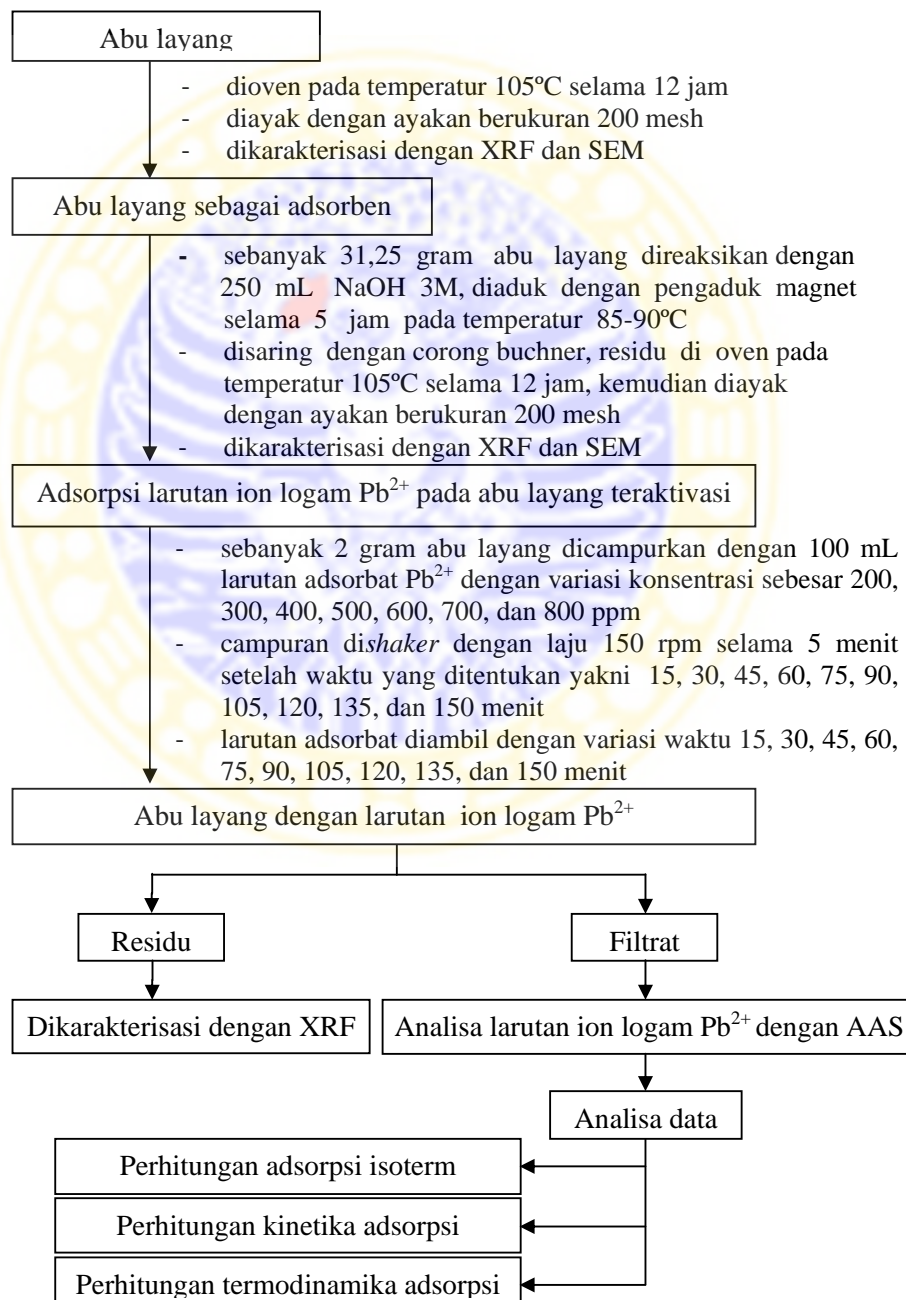 Abu layang
- dioven pada temperatur 105ºC selama 12 jam
- diayak dengan ayakan berukuran 200 mesh
- dikarakterisasi dengan XRF dan SEM
Abu layang sebagai adsorben
- sebanyak 31,25 gram abu layang direaksikan dengan
250 mL NaOH 3M, diaduk dengan pengaduk magnet
selama 5 jam pada temperatur 85-90ºC
- disaring dengan corong buchner, residu di oven pada
temperatur 105ºC selama 12 jam, kemudian diayak
dengan ayakan berukuran 200 mesh
- dikarakterisasi dengan XRF dan SEM
Adsorpsi larutan ion logam Pb²⁺ pada abu layang teraktivasi
- sebanyak 2 gram abu layang dicampurkan dengan 100 mL
larutan adsorbat Pb²⁺ dengan variasi konsentrasi sebesar 200,
300, 400, 500, 600, 700, dan 800 ppm
- campuran dishaker dengan laju 150 rpm selama 5 menit
setelah waktu yang ditentukan yakni 15, 30, 45, 60, 75, 90,
105, 120, 135, dan 150 menit
- larutan adsorbat diambil dengan variasi waktu 15, 30, 45, 60,
75, 90, 105, 120, 135, dan 150 menit
Abu layang dengan larutan ion logam Pb²⁺
Residu
Filtrat
Dikarakterisasi dengan XRF
Analisa larutan ion logam Pb²⁺ dengan AAS
Analisa data
Perhitungan adsorpsi isoterm
Perhitungan kinetika adsorpsi
Perhitungan termodinamika adsorpsi